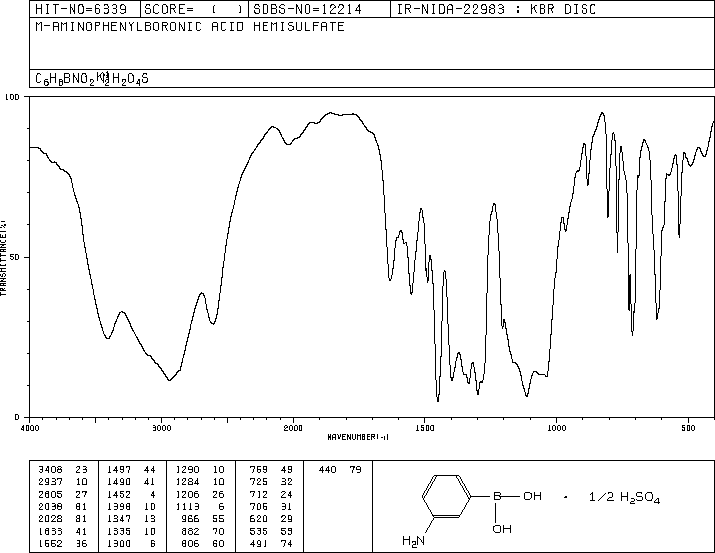 HIT-NO=6339 SCORE= ( ) SDBS-NO=12214 IR-NIDA-22983 : KBR DISC
M-AMINOPHENYLBORONIC ACID HEMISULFATE
C6H8BNO2 H2O4S
100
50
0
TRANSMITTANCE(%)
4000 3000 2000 1500 1000 500
WAVENUMBER(-1)
3408 23 1497 44 1290 10 769 49 440 79
2937 10 1490 41 1284 10 725 32
2605 27 1452 4 1206 26 712 24
2038 81 1398 10 1113 6 706 31
2028 81 1347 13 966 55 620 29
1633 41 1335 10 882 70 535 53
1552 36 1300 6 806 60 491 74
B OH · 1/2 H2SO4
OH
H2N